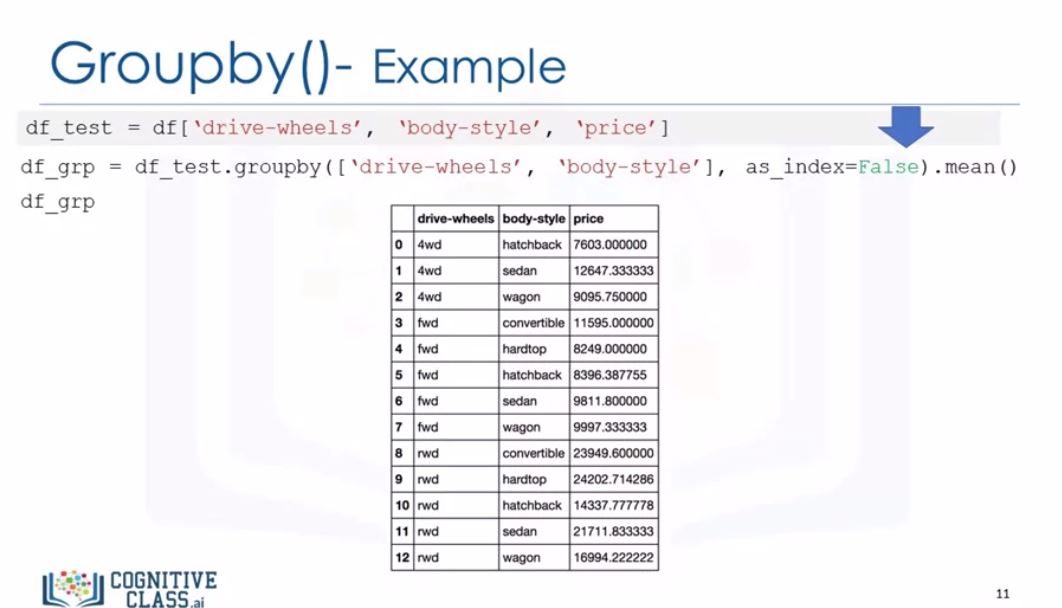 Groupby()- Example
df_test = df[‘drive-wheels’, ‘body-style’, ‘price’]
df_grp = df_test.groupby([‘drive-wheels’, ‘body-style’], as_index=False).mean()
df_grp
drive-wheels body-style price
0 4wd hatchback 7603.000000
1 4wd sedan 12647.333333
2 4wd wagon 9095.750000
3 fwd convertible 11595.000000
4 fwd hardtop 8249.000000
5 fwd hatchback 8396.387755
6 fwd sedan 9811.800000
7 fwd wagon 9997.333333
8 rwd convertible 23949.600000
9 rwd hardtop 24202.714286
10 rwd hatchback 14337.777778
11 rwd sedan 21711.833333
12 rwd wagon 16994.222222
COGNITIVE
CLASS.ai
11